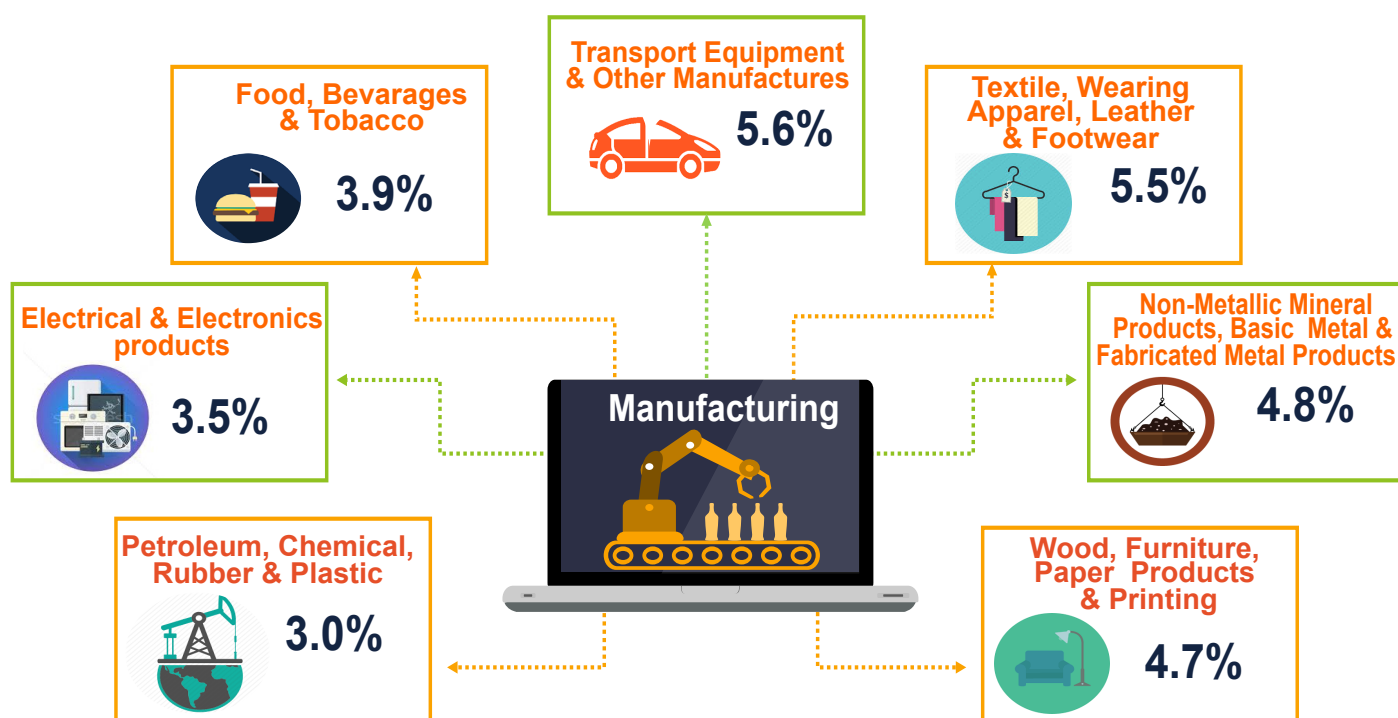 Transport Equipment
& Other Manufactures
5.6%
Food, Bevarages
& Tobacco
3.9%
Textile, Wearing
Apparel, Leather
& Footwear
5.5%
Electrical & Electronics
products
3.5%
Non-Metallic Mineral
Products, Basic Metal &
Fabricated Metal Products
4.8%
Manufacturing
Petroleum, Chemical,
Rubber & Plastic
3.0%
Wood, Furniture,
Paper Products
& Printing
4.7%